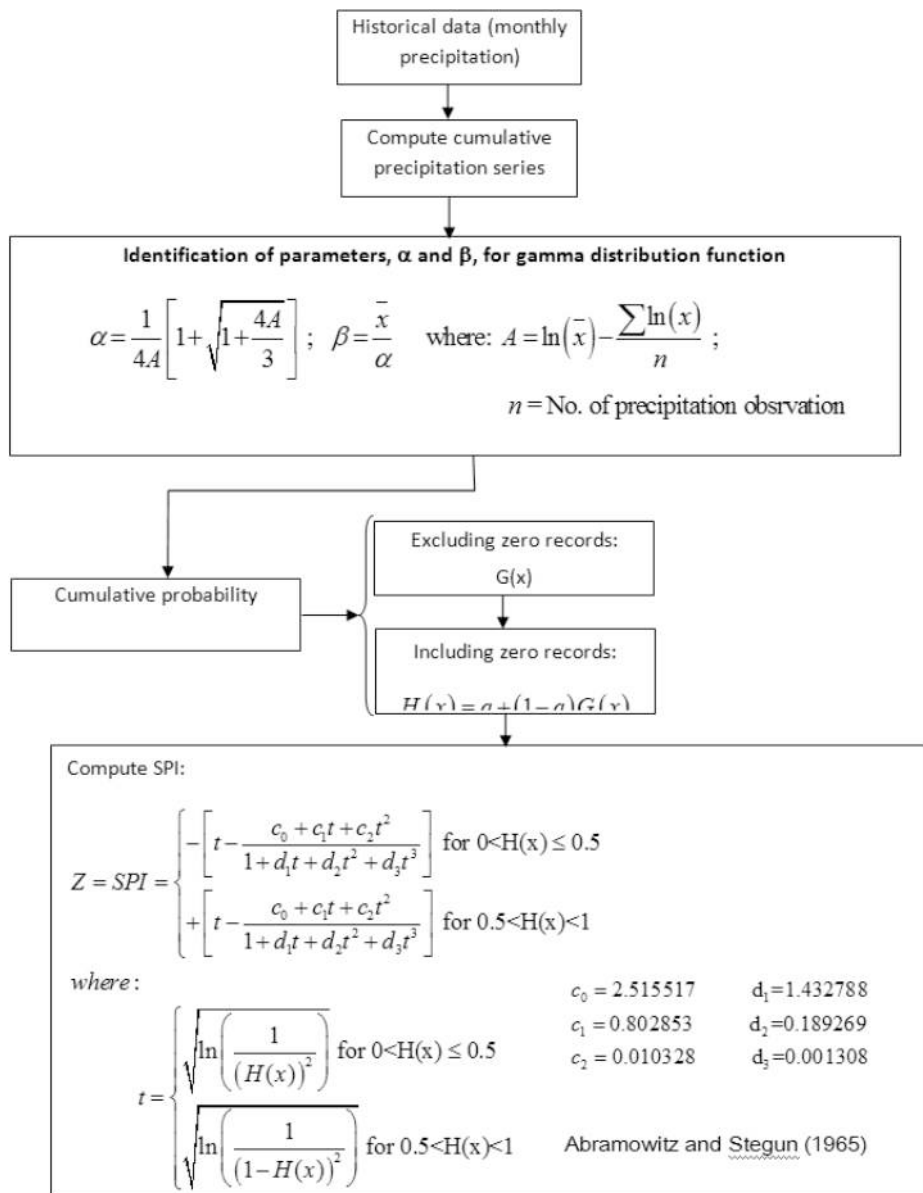 Historical data (monthly
precipitation)
Compute cumulative
precipitation series
Identification of parameters, α and β, for gamma distribution function
α = 1/4A [1 + √(1 + 4A/3)] ; β = x̄/α where: A = ln(x̄) − ∑ln(x)/n ;
n = No. of precipitation obsrvation
Cumulative probability
Excluding zero records:
G(x)
Including zero records:
H(x) = q + (1 − q)G(x)
Compute SPI:
Z = SPI = { −[t − (c₀ + c₁t + c₂t²)/(1 + d₁t + d₂t² + d₃t³)] for 0<H(x) ≤ 0.5
+[t − (c₀ + c₁t + c₂t²)/(1 + d₁t + d₂t² + d₃t³)] for 0.5<H(x)<1
where:
t = { √(ln(1/(H(x))²)) for 0<H(x) ≤ 0.5
√(ln(1/(1−H(x))²)) for 0.5<H(x)<1
c₀ = 2.515517 d₁=1.432788
c₁ = 0.802853 d₂=0.189269
c₂ = 0.010328 d₃=0.001308
Abramowitz and Stegun (1965)